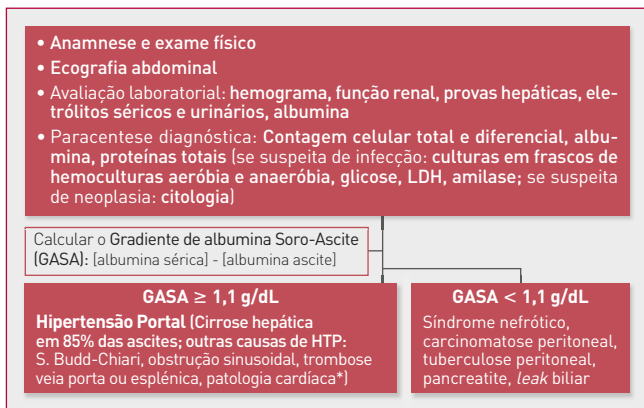 • Anamnese e exame físico
• Ecografia abdominal
• Avaliação laboratorial: hemograma, função renal, provas hepáticas, ele-
trólitos séricos e urinários, albumina
• Paracentese diagnóstica: Contagem celular total e diferencial, albu-
mina, proteínas totais (se suspeita de infecção: culturas em frascos de
hemoculturas aeróbia e anaeróbia, glicose, LDH, amilase; se suspeita
de neoplasia: citologia)
Calcular o Gradiente de albumina Soro-Ascite
(GASA): [albumina sérica] - [albumina ascite]
GASA ≥ 1,1 g/dL
Hipertensão Portal (Cirrose hepática
em 85% das ascites; outras causas de HTP:
S. Budd-Chiari, obstrução sinusoidal, trombose
veia porta ou esplénica, patologia cardíaca*)
GASA < 1,1 g/dL
Síndrome nefrótico,
carcinomatose peritoneal,
tuberculose peritoneal,
pancreatite, leak biliar